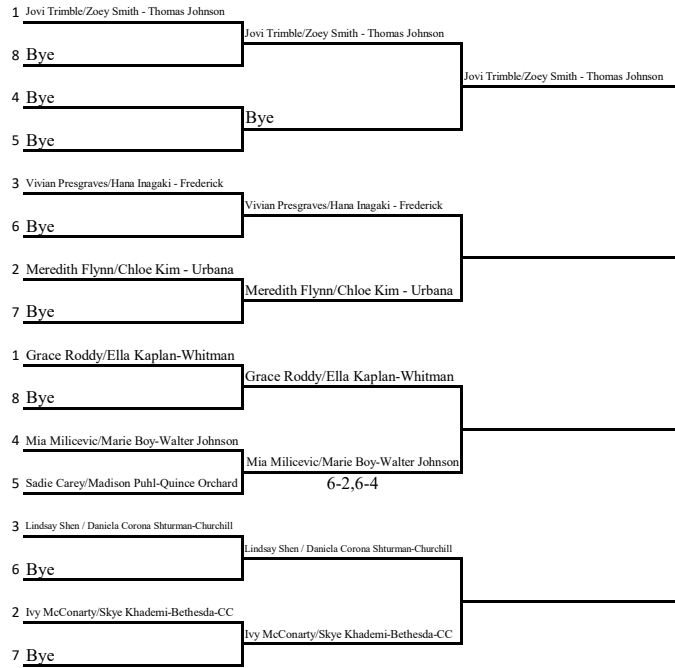 1 Jovi Trimble/Zoey Smith - Thomas Johnson
Jovi Trimble/Zoey Smith - Thomas Johnson
8 Bye
Jovi Trimble/Zoey Smith - Thomas Johnson
4 Bye
Bye
5 Bye
3 Vivian Presgraves/Hana Inagaki - Frederick
Vivian Presgraves/Hana Inagaki - Frederick
6 Bye
2 Meredith Flynn/Chloe Kim - Urbana
Meredith Flynn/Chloe Kim - Urbana
7 Bye
1 Grace Roddy/Ella Kaplan-Whitman
Grace Roddy/Ella Kaplan-Whitman
8 Bye
4 Mia Milicevic/Marie Boy-Walter Johnson
Mia Milicevic/Marie Boy-Walter Johnson
5 Sadie Carey/Madison Puhl-Quince Orchard
6-2,6-4
3 Lindsay Shen / Daniela Corona Shturman-Churchill
Lindsay Shen / Daniela Corona Shturman-Churchill
6 Bye
2 Ivy McConarty/Skye Khademi-Bethesda-CC
Ivy McConarty/Skye Khademi-Bethesda-CC
7 Bye